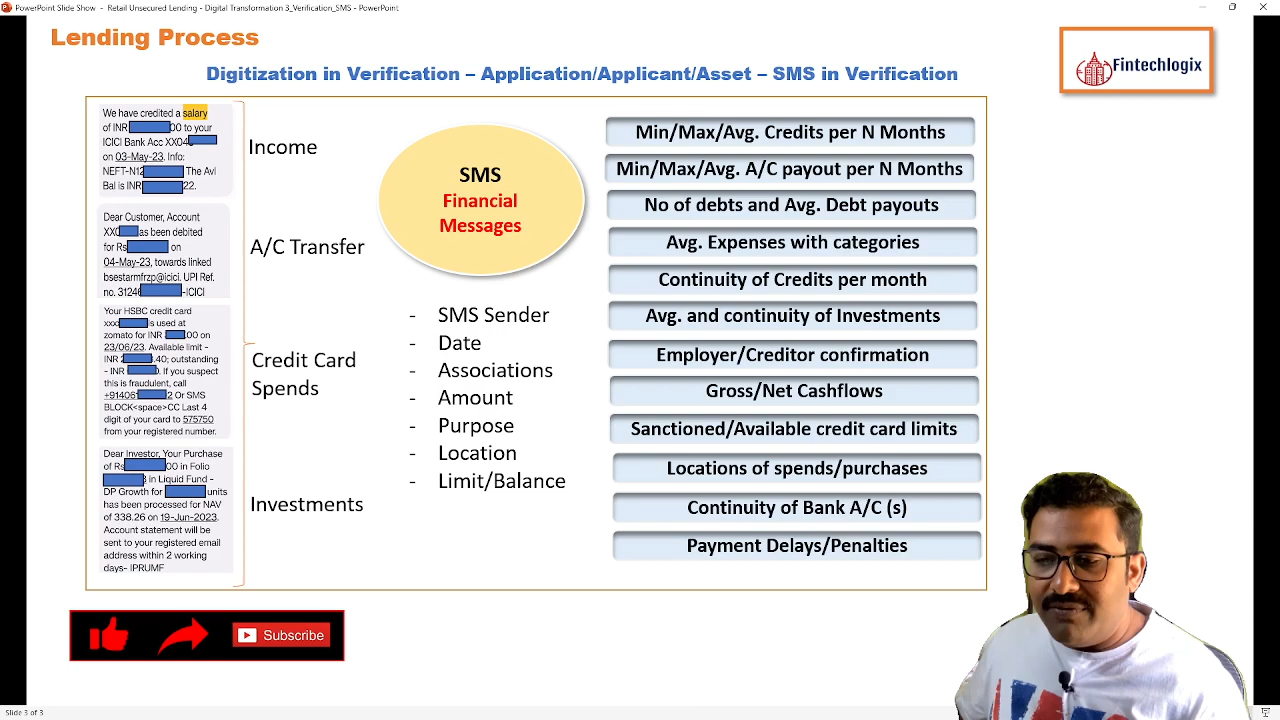 PowerPoint Slide Show - Retail Unsecured Lending - Digital Transformation 3_Verification_SMS - PowerPoint
Lending Process
Fintechlogix
Digitization in Verification – Application/Applicant/Asset – SMS in Verification
We have credited a salary
of INR 00 to your
ICICI Bank Acc XX04
on 03-May-23. Info:
NEFT-N12 The Avl
Bal is INR 22.
Income
Dear Customer, Account
XX0 as been debited
for Rs on
04-May-23, towards linked
bsestarmfrzp@icici. UPI Ref.
no. 31246 -ICICI
A/C Transfer
Your HSBC credit card
xxx is used at
zomato for INR 00 on
23/06/23. Available limit -
INR 2 .40; outstanding
- INR 0. If you suspect
this is fraudulent, call
+914061 2 Or SMS
BLOCK<space>CC Last 4
digit of your card to 575750
from your registered number.
Credit Card
Spends
Dear Investor, Your Purchase
of Rs 00 in Folio
in Liquid Fund -
DP Growth for units
has been processed for NAV
of 338.26 on 19-Jun-2023.
Account statement will be
sent to your registered email
address within 2 working
days- IPRUMF
Investments
SMS
Financial
Messages
- SMS Sender
- Date
- Associations
- Amount
- Purpose
- Location
- Limit/Balance
Min/Max/Avg. Credits per N Months
Min/Max/Avg. A/C payout per N Months
No of debts and Avg. Debt payouts
Avg. Expenses with categories
Continuity of Credits per month
Avg. and continuity of Investments
Employer/Creditor confirmation
Gross/Net Cashflows
Sanctioned/Available credit card limits
Locations of spends/purchases
Continuity of Bank A/C (s)
Payment Delays/Penalties
Subscribe
Slide 3 of 3